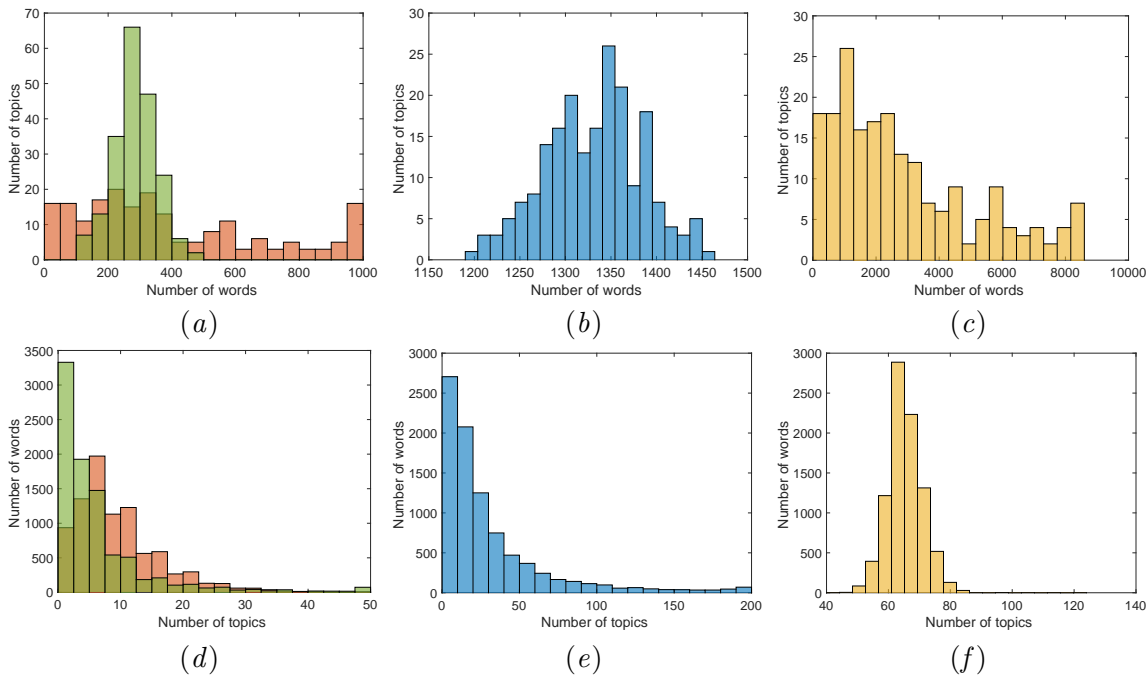 70
60
50
40
30
20
10
0
Number of topics
0 200 400 600 800 1000
Number of words
(a)
30
25
20
15
10
5
0
Number of topics
1150 1200 1250 1300 1350 1400 1450 1500
Number of words
(b)
30
25
20
15
10
5
0
Number of topics
0 2000 4000 6000 8000 10000
Number of words
(c)
3500
3000
2500
2000
1500
1000
500
0
Number of words
0 10 20 30 40 50
Number of topics
(d)
3000
2500
2000
1500
1000
500
0
Number of words
0 50 100 150 200
Number of topics
(e)
3000
2500
2000
1500
1000
500
0
Number of words
40 60 80 100 120 140
Number of topics
(f)